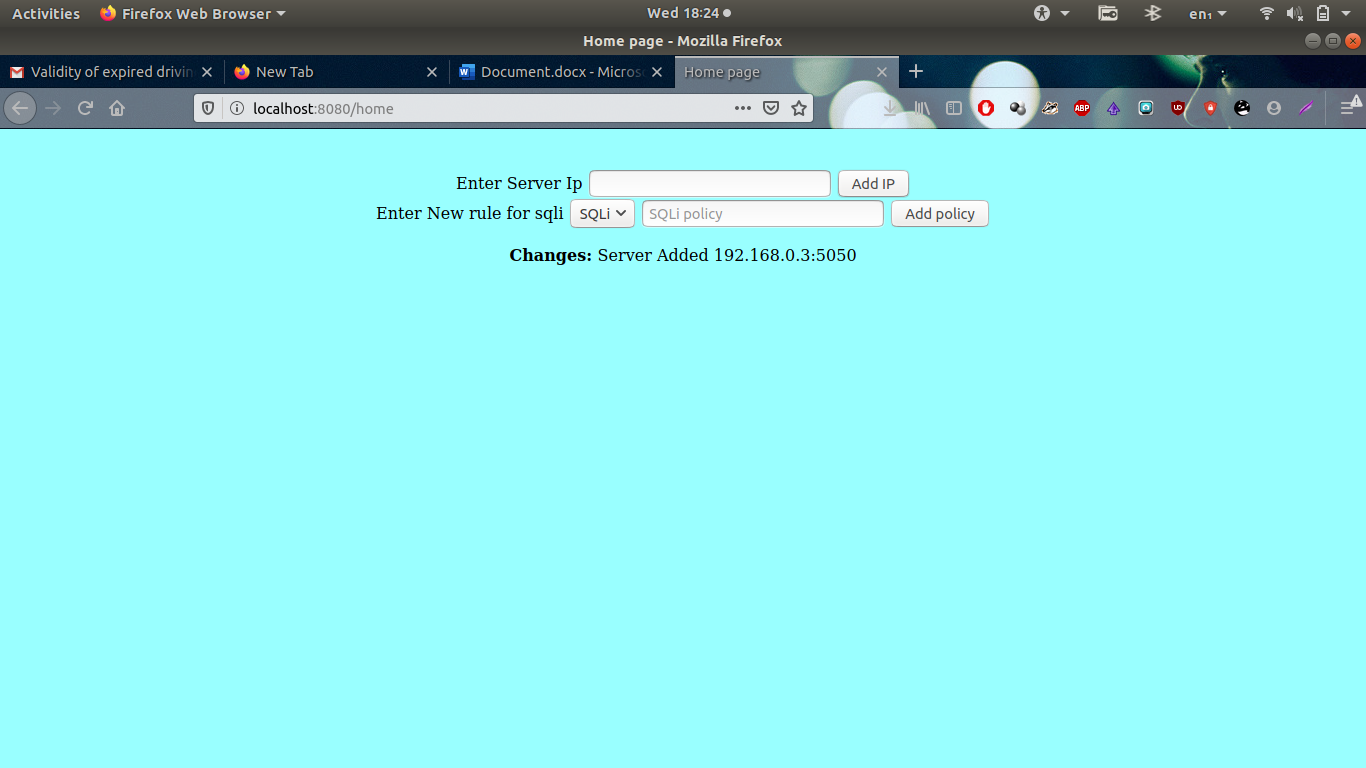 Activities Firefox Web Browser Wed 18:24 en₁
Home page - Mozilla Firefox
Validity of expired drivin New Tab Document.docx - Microso Home page
localhost:8080/home ABP UO
Enter Server Ip Add IP
Enter New rule for sqli SQLi SQLi policy Add policy
Changes: Server Added 192.168.0.3:5050